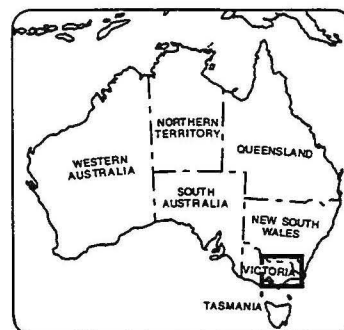 NORTHERN
TERRITORY
QUEENSLAND
WESTERN
AUSTRALIA
SOUTH
AUSTRALIA
NEW SOUTH
WALES
VICTORIA
TASMANIA